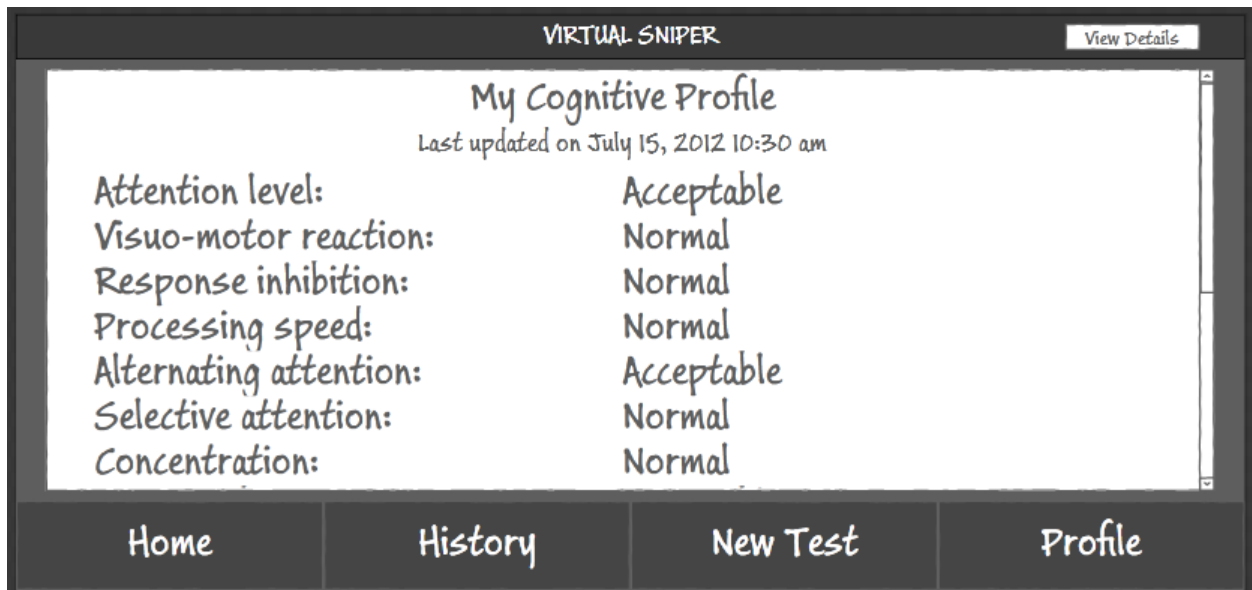 VIRTUAL SNIPER View Details
My Cognitive Profile
Last updated on July 15, 2012 10:30 am
Attention level: Acceptable
Visuo-motor reaction: Normal
Response inhibition: Normal
Processing speed: Normal
Alternating attention: Acceptable
Selective attention: Normal
Concentration: Normal
Home History New Test Profile